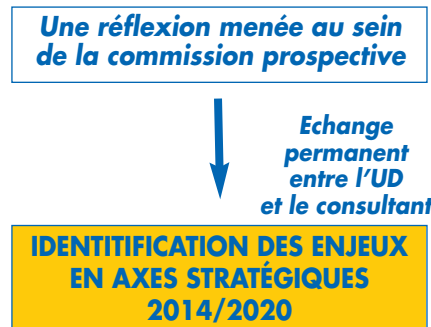 Une réflexion menée au sein
de la commission prospective
Echange
permanent
entre l'UD
et le consultant
IDENTITIFICATION DES ENJEUX
EN AXES STRATÉGIQUES
2014/2020